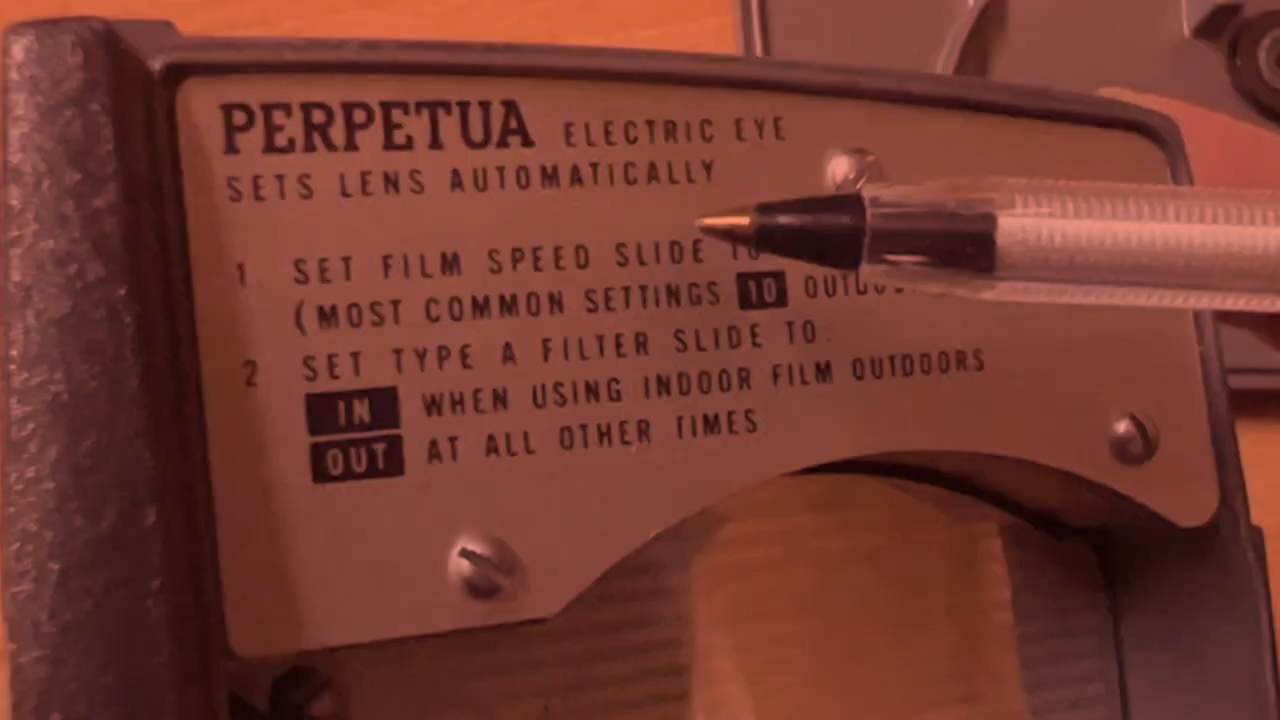 PERPETUA ELECTRIC EYE
SETS LENS AUTOMATICALLY
1. SET FILM SPEED SLIDE TO
(MOST COMMON SETTINGS 10
2 SET TYPE A FILTER SLIDE TO:
IN WHEN USING INDOOR FILM OUTDOORS
OUT AT ALL OTHER TIMES